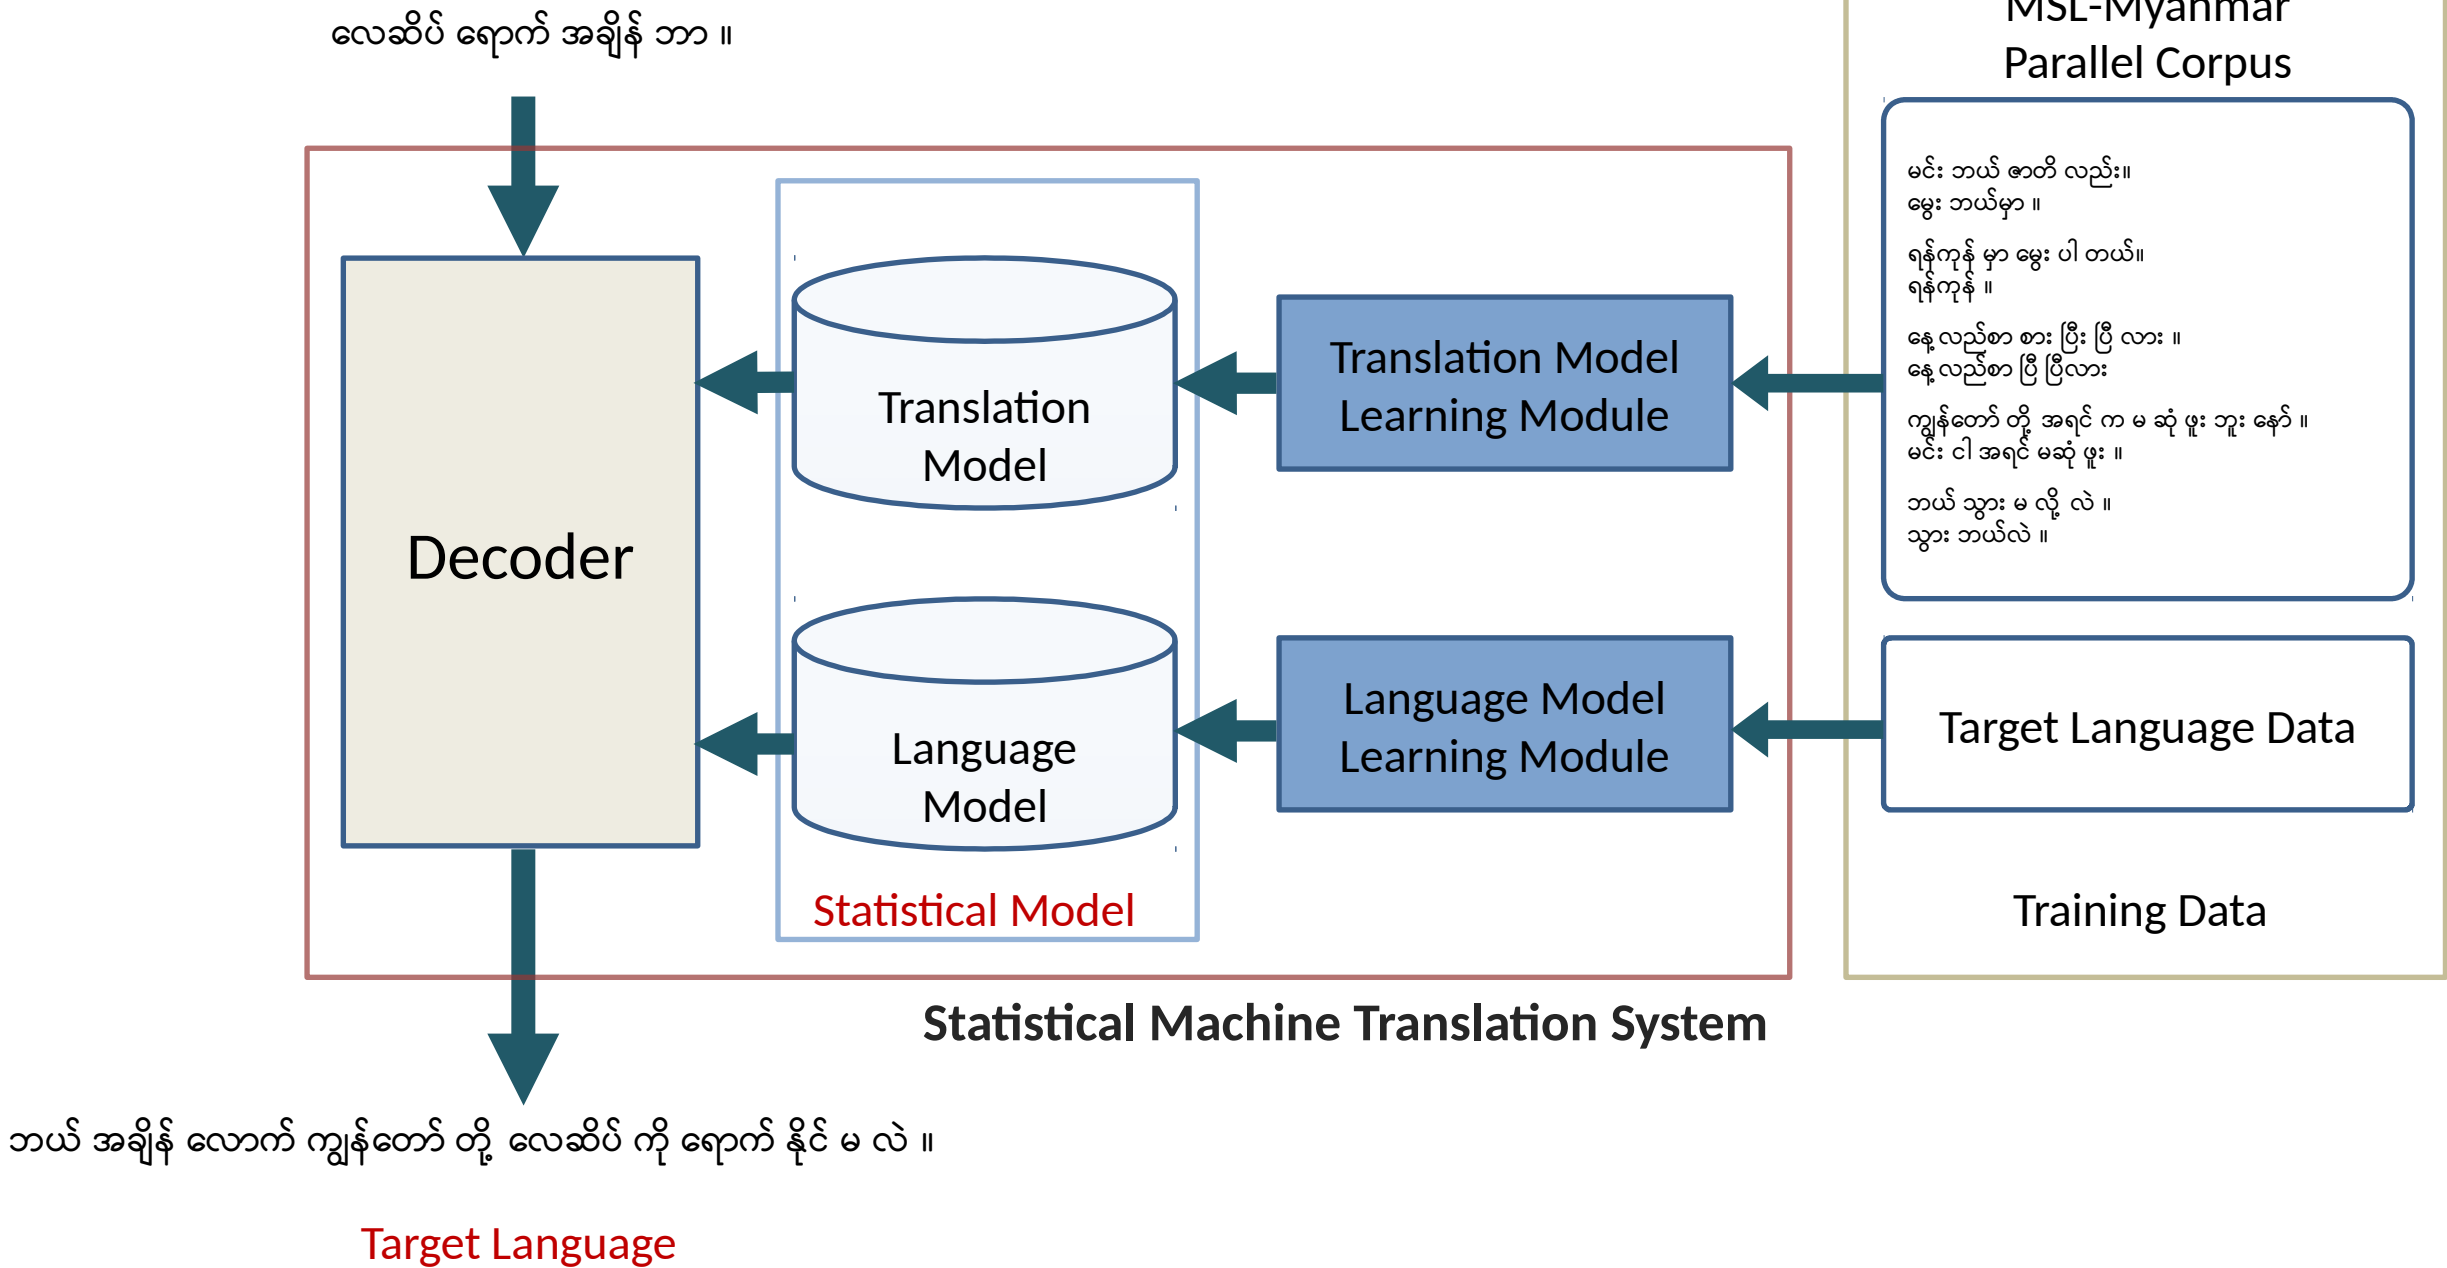 လေဆိပ် ရောက် အချိန် ဘာ ။
MSL-Myanmar
Parallel Corpus
မင်း ဘယ် ဇာတိ လည်း။
မွေး ဘယ်မှာ ။
ရန်ကုန် မှာ မွေး ပါ တယ်။
ရန်ကုန် ။
နေ့လည်စာ စား ပြီး ပြီ လား ။
နေ့လည်စာ ပြီ ပြီလား
ကျွန်တော် တို့ အရင် က မ ဆုံ ဖူး ဘူး နော် ။
မင်း ငါ အရင် မဆုံ ဖူး ။
ဘယ် သွား မ လို့ လဲ ။
သွား ဘယ်လဲ ။
Translation Model
Learning Module
Translation
Model
Decoder
Language Model
Learning Module
Language
Model
Target Language Data
Statistical Model
Training Data
Statistical Machine Translation System
ဘယ် အချိန် လောက် ကျွန်တော် တို့ လေဆိပ် ကို ရောက် နိုင် မ လဲ ။
Target Language